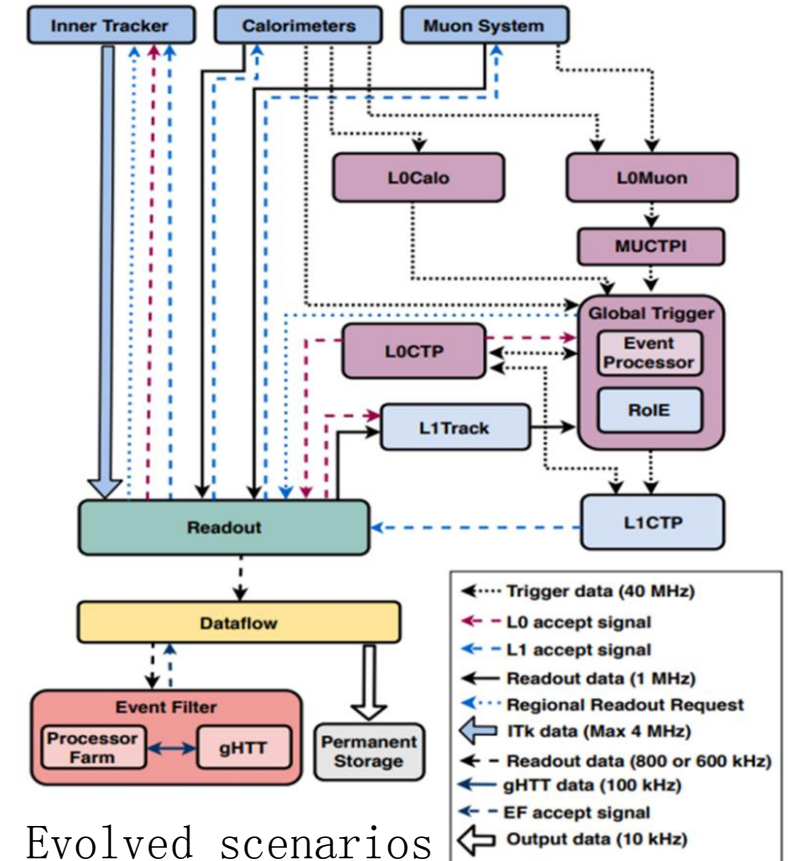 Inner Tracker
Calorimeters
Muon System
L0Calo
L0Muon
MUCTPI
Global Trigger
Event
Processor
RoIE
L0CTP
L1Track
L1CTP
Readout
Dataflow
Event Filter
Processor
Farm
gHTT
Permanent
Storage
Trigger data (40 MHz)
L0 accept signal
L1 accept signal
Readout data (1 MHz)
Regional Readout Request
ITk data (Max 4 MHz)
Readout data (800 or 600 kHz)
gHTT data (100 kHz)
EF accept signal
Output data (10 kHz)
Evolved scenarios